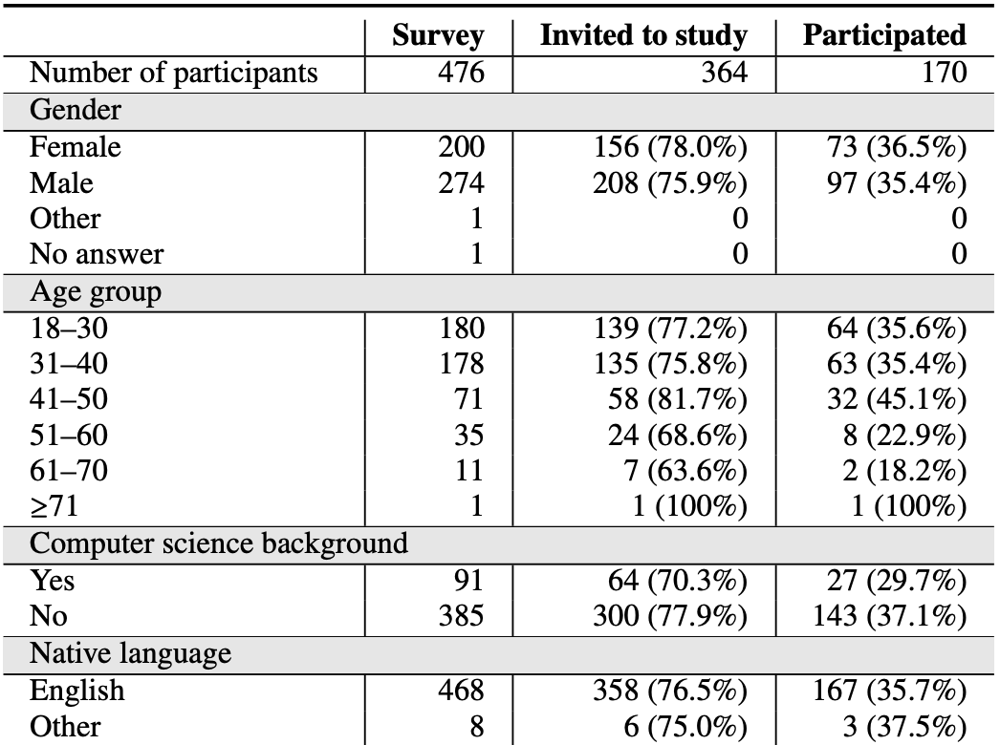 Survey Invited to study Participated
Number of participants 476 364 170
Gender
Female 200 156 (78.0%) 73 (36.5%)
Male 274 208 (75.9%) 97 (35.4%)
Other 1 0 0
No answer 1 0 0
Age group
18–30 180 139 (77.2%) 64 (35.6%)
31–40 178 135 (75.8%) 63 (35.4%)
41–50 71 58 (81.7%) 32 (45.1%)
51–60 35 24 (68.6%) 8 (22.9%)
61–70 11 7 (63.6%) 2 (18.2%)
≥71 1 1 (100%) 1 (100%)
Computer science background
Yes 91 64 (70.3%) 27 (29.7%)
No 385 300 (77.9%) 143 (37.1%)
Native language
English 468 358 (76.5%) 167 (35.7%)
Other 8 6 (75.0%) 3 (37.5%)